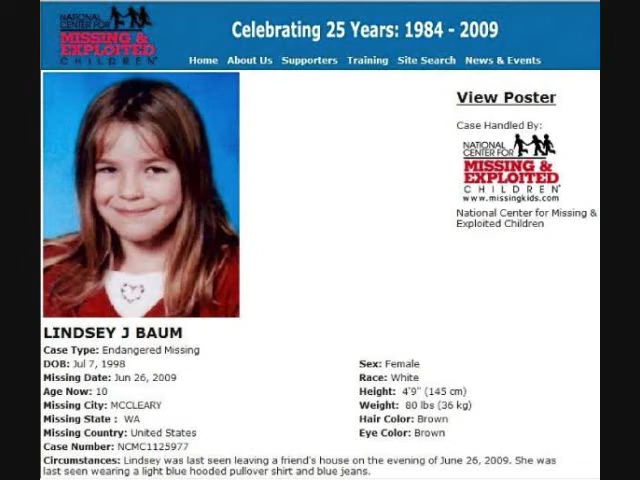 NATIONAL
CENTER FOR
MISSING &
EXPLOITED
CHILDREN®
Celebrating 25 Years: 1984 - 2009
Home About Us Supporters Training Site Search News & Events
View Poster
Case Handled By:
NATIONAL
CENTER FOR
MISSING &
EXPLOITED
CHILDREN®
www.missingkids.com
National Center for Missing &
Exploited Children
LINDSEY J BAUM
Case Type: Endangered Missing
DOB: Jul 7, 1998 Sex: Female
Missing Date: Jun 26, 2009 Race: White
Age Now: 10 Height: 4'9" (145 cm)
Missing City: MCCLEARY Weight: 80 lbs (36 kg)
Missing State : WA Hair Color: Brown
Missing Country: United States Eye Color: Brown
Case Number: NCMC1125977
Circumstances: Lindsey was last seen leaving a friend's house on the evening of June 26, 2009. She was
last seen wearing a light blue hooded pullover shirt and blue jeans.